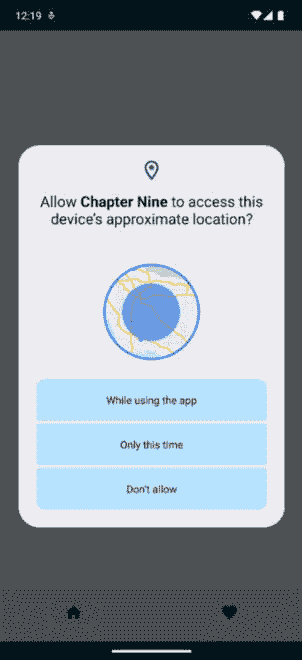 12:19
Allow Chapter Nine to access this
device's approximate location?
While using the app
Only this time
Don't allow